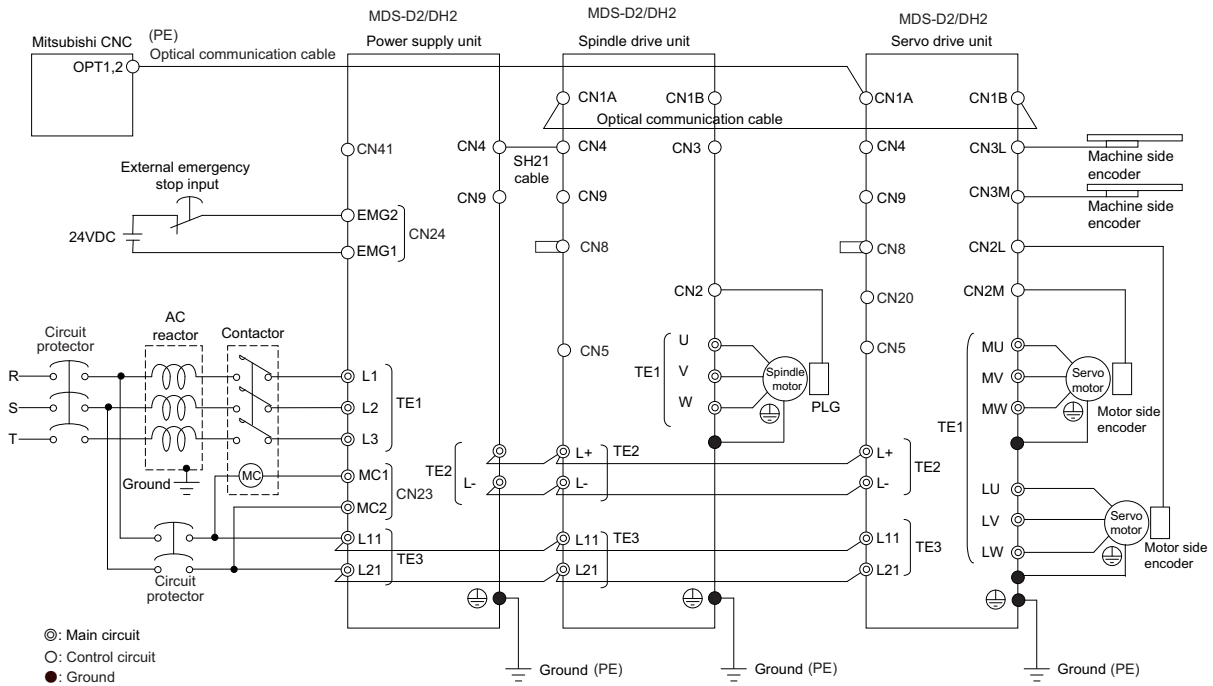 MDS-D2/DH2
Power supply unit
MDS-D2/DH2
Spindle drive unit
MDS-D2/DH2
Servo drive unit
Mitsubishi CNC
(PE)
Optical communication cable
OPT1,2
CN1A
CN1B
CN1A
CN1B
Optical communication cable
CN41
CN4
SH21
cable
CN4
CN3
CN4
CN3L
Machine side
encoder
External emergency
stop input
CN9
CN9
CN9
CN3M
Machine side
encoder
24VDC
EMG2
EMG1
CN24
CN8
CN8
CN2L
CN2
CN20
CN2M
Circuit
protector
AC
reactor
Contactor
CN5
CN5
R
S
T
L1
L2
L3
TE1
TE1
U
V
W
Spindle
motor
PLG
TE1
MU
MV
MW
Servo
motor
Motor side
encoder
Ground
MC
MC1
MC2
CN23
TE2
L-
L+
L-
TE2
L+
L-
TE2
LU
LV
LW
Servo
motor
Motor side
encoder
Circuit
protector
L11
L21
TE3
L11
L21
TE3
L11
L21
TE3
Ground (PE)
Ground (PE)
Ground (PE)
◎: Main circuit
○: Control circuit
●: Ground